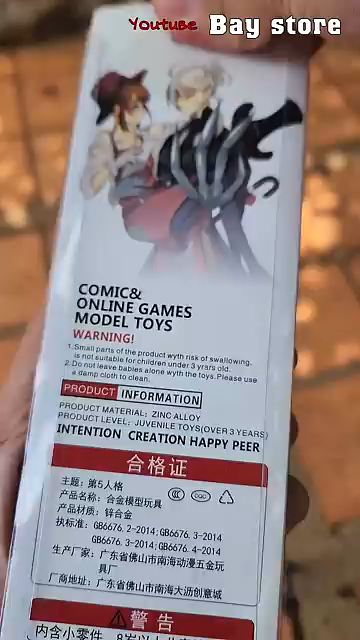 Youtube Bay store
COMIC&
ONLINE GAMES
MODEL TOYS
WARNING!
1.Small parts of the product wyth risk of swallowing.
is not suitable for children under 3 yrars old.
2.Do not leave babies alone wyth the toys.Please use
a damp cloth to clean.
PRODUCT INFORMATION
PRODUCT MATERIAL: ZINC ALLOY
PRODUCT LEVEL: JUVENILE TOYS(OVER 3 YEARS)
INTENTION CREATION HAPPY PEER
合格证
主题: 第5人格
产品名称: 合金模型玩具
产品材质: 锌合金
执标准: GB6676.2-2014;GB6676.3-2014
GB6676.3-2014;GB6676.4-2014
生产厂家: 广东省佛山市南海动漫五金玩
具厂
厂商地址: 广东省佛山市南海大沥创意城
警告
内含小零件